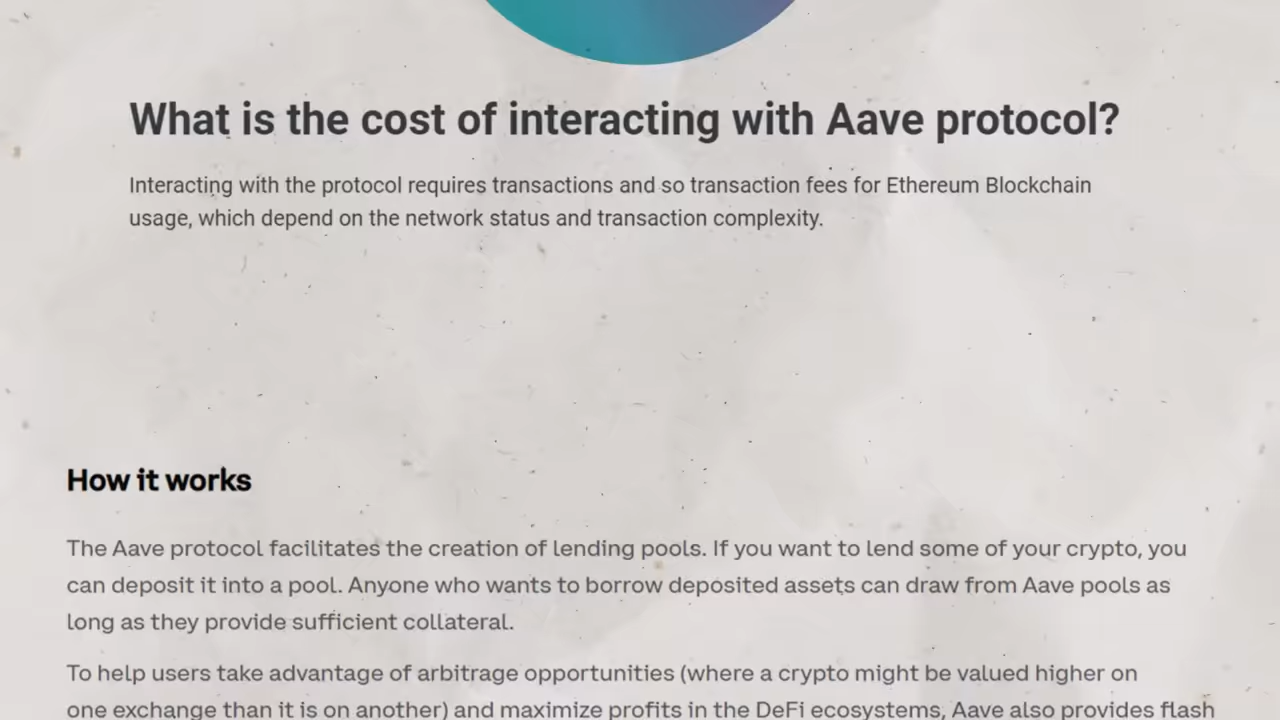 What is the cost of interacting with Aave protocol?
Interacting with the protocol requires transactions and so transaction fees for Ethereum Blockchain
usage, which depend on the network status and transaction complexity.
How it works
The Aave protocol facilitates the creation of lending pools. If you want to lend some of your crypto, you
can deposit it into a pool. Anyone who wants to borrow deposited assets can draw from Aave pools as
long as they provide sufficient collateral.
To help users take advantage of arbitrage opportunities (where a crypto might be valued higher on
one exchange than it is on another) and maximize profits in the DeFi ecosystems, Aave also provides flash